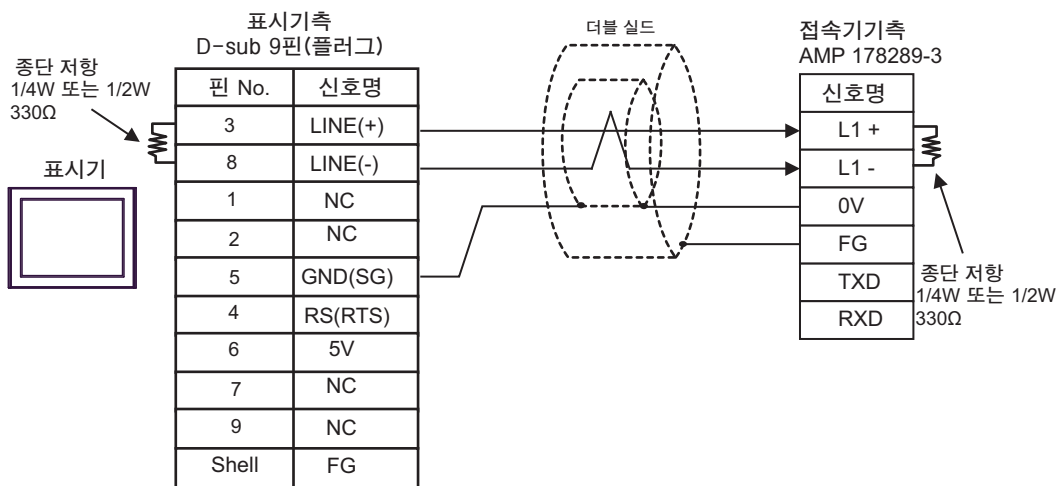 표시기측
D-sub 9핀(플러그)
종단 저항
1/4W 또는 1/2W
330Ω
표시기
핀 No. 신호명
3 LINE(+)
8 LINE(-)
1 NC
2 NC
5 GND(SG)
4 RS(RTS)
6 5V
7 NC
9 NC
Shell FG
더블 실드
접속기기측
AMP 178289-3
신호명
L1 +
L1 -
0V
FG
TXD
RXD
종단 저항
1/4W 또는 1/2W
330Ω